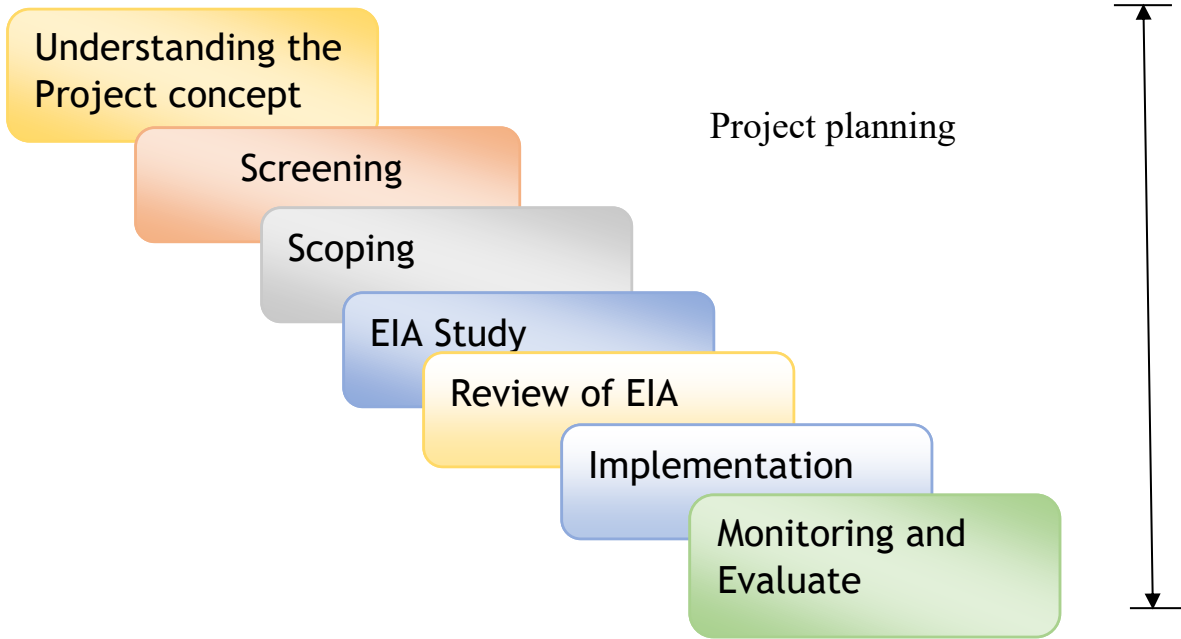 Understanding the
Project concept
Project planning
Screening
Scoping
EIA Study
Review of EIA
Implementation
Monitoring and
Evaluate